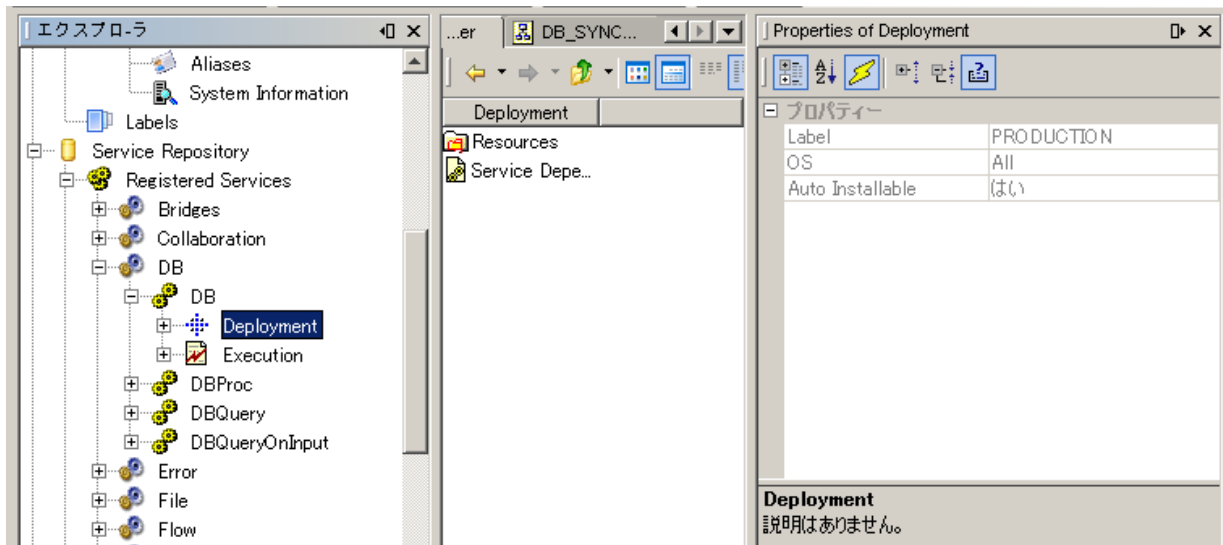 エクスプローラ
Aliases
System Information
Labels
Service Repository
Registered Services
Bridges
Collaboration
DB
DB
Deployment
Execution
DBProc
DBQuery
DBQueryOnInput
Error
File
Flow
...er
DB_SYNC...
Deployment
Resources
Service Depe...
Properties of Deployment
プロパティー
Label PRODUCTION
OS All
Auto Installable はい
Deployment
説明はありません。